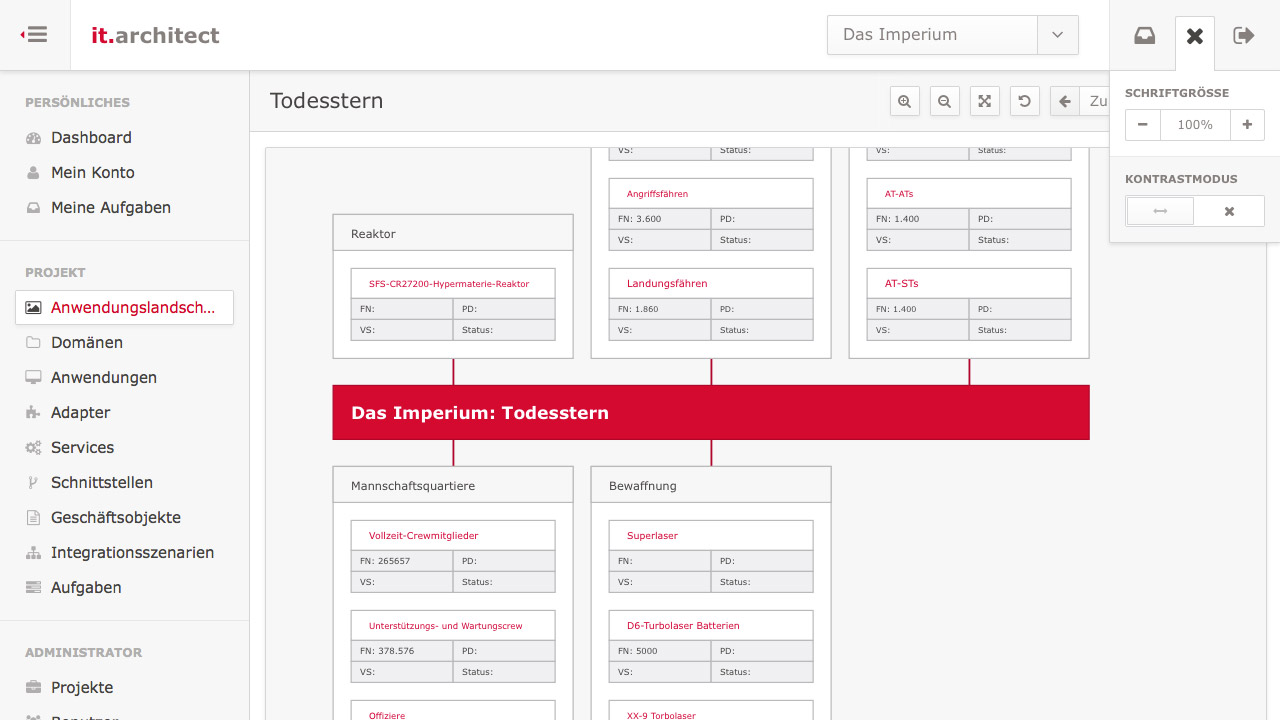 it.architect
Das Imperium
PERSÖNLICHES
Dashboard
Mein Konto
Meine Aufgaben
PROJEKT
Anwendungslandsch...
Domänen
Anwendungen
Adapter
Services
Schnittstellen
Geschäftsobjekte
Integrationsszenarien
Aufgaben
ADMINISTRATOR
Projekte
Benutzer
Todesstern
Zu
SCHRIFTGRÖSSE
100%
KONTRASTMODUS
VS: Status:
VS: Status:
Angriffsfähren
FN: 3.600 PD:
VS: Status:
AT-ATs
FN: 1.400 PD:
VS: Status:
Reaktor
SFS-CR27200-Hypermaterie-Reaktor
FN: PD:
VS: Status:
Landungsfähren
FN: 1.860 PD:
VS: Status:
AT-STs
FN: 1.400 PD:
VS: Status:
Das Imperium: Todesstern
Mannschaftsquartiere
Vollzeit-Crewmitglieder
FN: 265657 PD:
VS: Status:
Unterstützungs- und Wartungscrew
FN: 378.576 PD:
VS: Status:
Offiziere
Bewaffnung
Superlaser
FN: PD:
VS: Status:
D6-Turbolaser Batterien
FN: 5000 PD:
VS: Status:
XX-9 Torbolaser